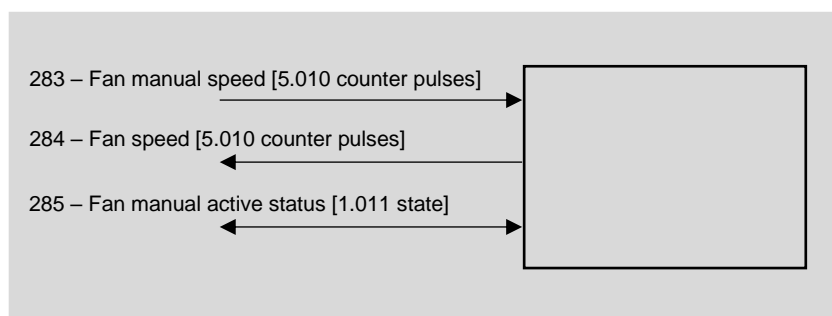 283 – Fan manual speed [5.010 counter pulses]
284 – Fan speed [5.010 counter pulses]
285 – Fan manual active status [1.011 state]